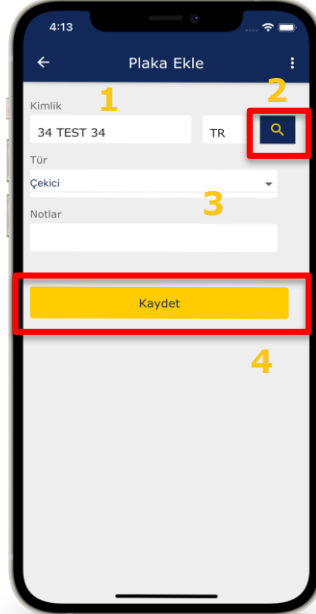 4:13
Plaka Ekle
Kimlik 1 2
34 TEST 34 TR
Tür
Çekici
3
Notlar
Kaydet
4